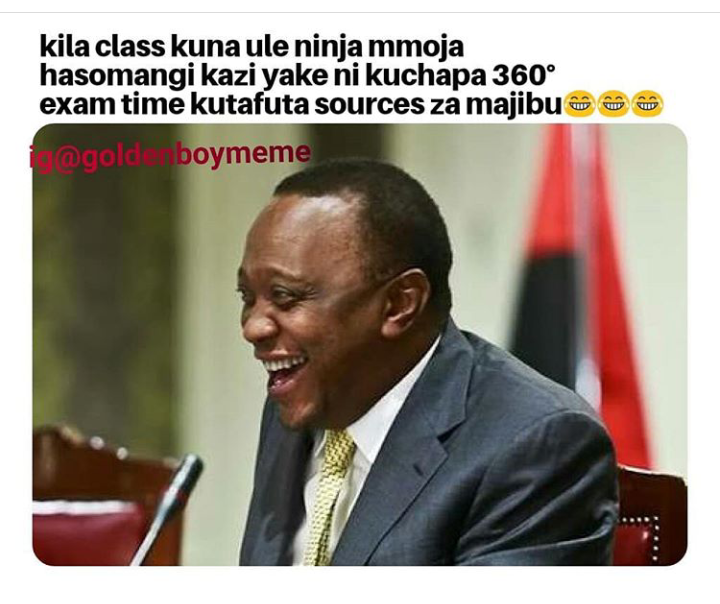 kila class kuna ule ninja mmoja
hasomangi kazi yake ni kuchapa 360°
exam time kutafuta sources za majibu😂😂😂
ig@goldenboymeme